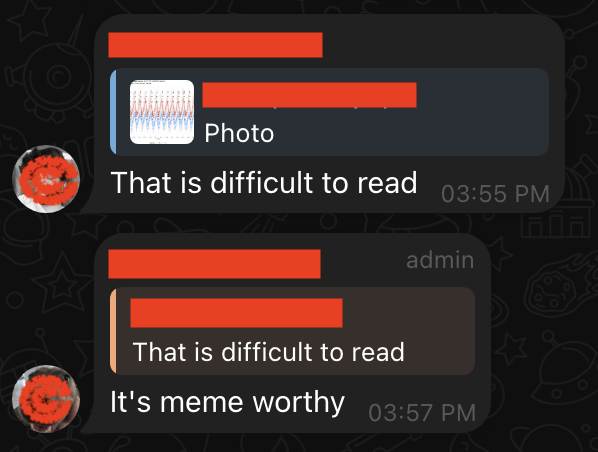 Photo
That is difficult to read
03:55 PM
admin
That is difficult to read
It's meme worthy
03:57 PM